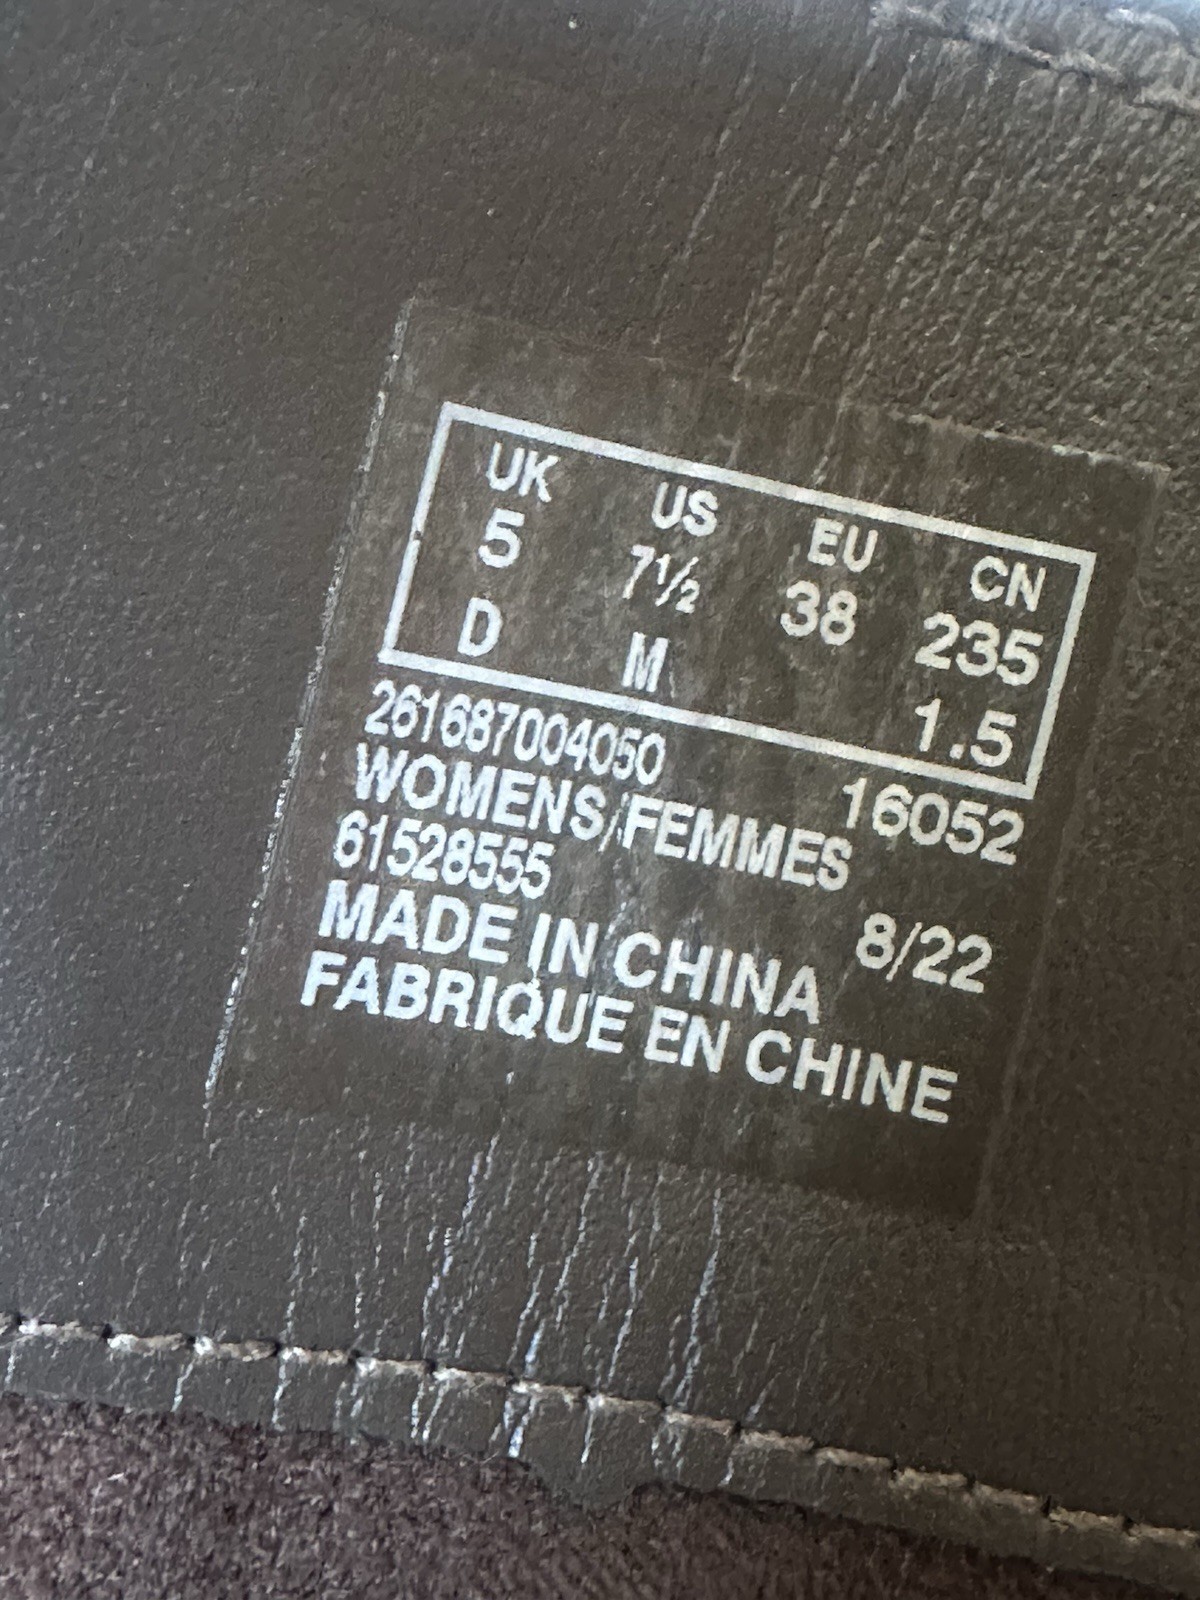 UK US EU CN
5 7½ 38 235
D M 1.5
261687004050 16052
WOMENS/FEMMES
61528555 8/22
MADE IN CHINA
FABRIQUE EN CHINE